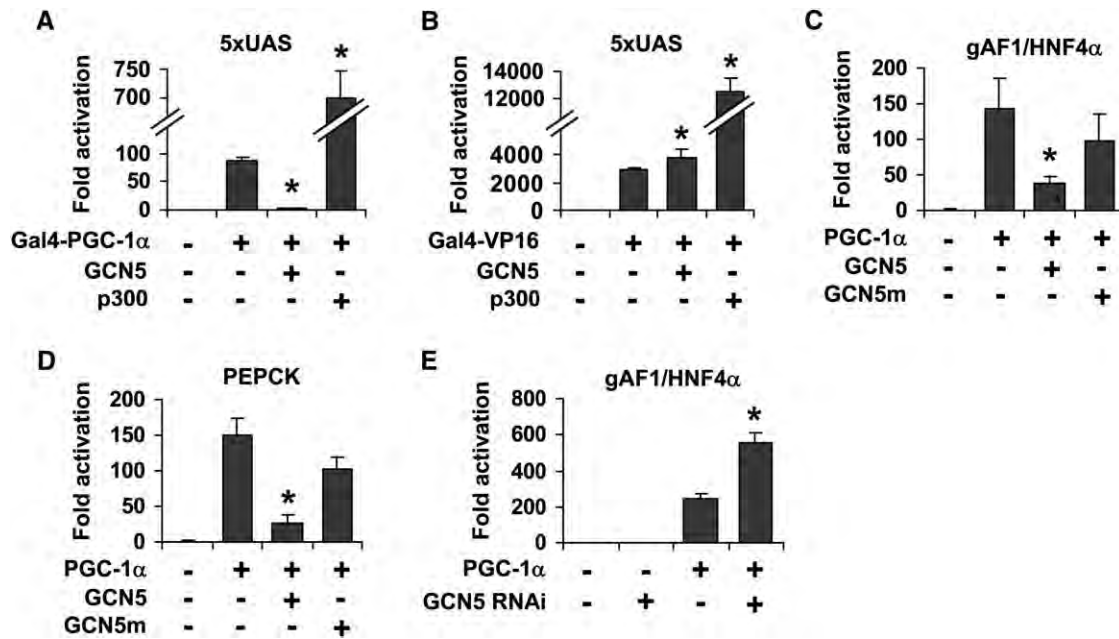 A
5xUAS
Fold activation
750
700
100
50
0
*
*
Gal4-PGC-1α - + + +
GCN5 - - + -
p300 - - - +
B
5xUAS
Fold activation
14000
12000
4000
2000
0
*
*
Gal4-VP16 - + + +
GCN5 - - + -
p300 - - - +
C
gAF1/HNF4α
Fold activation
200
150
100
50
0
*
PGC-1α - + + +
GCN5 - - + -
GCN5m - - - +
D
PEPCK
Fold activation
200
150
100
50
0
*
PGC-1α - + + +
GCN5 - - + -
GCN5m - - - +
E
gAF1/HNF4α
Fold activation
800
600
400
200
0
*
PGC-1α - - + +
GCN5 RNAi - + - +